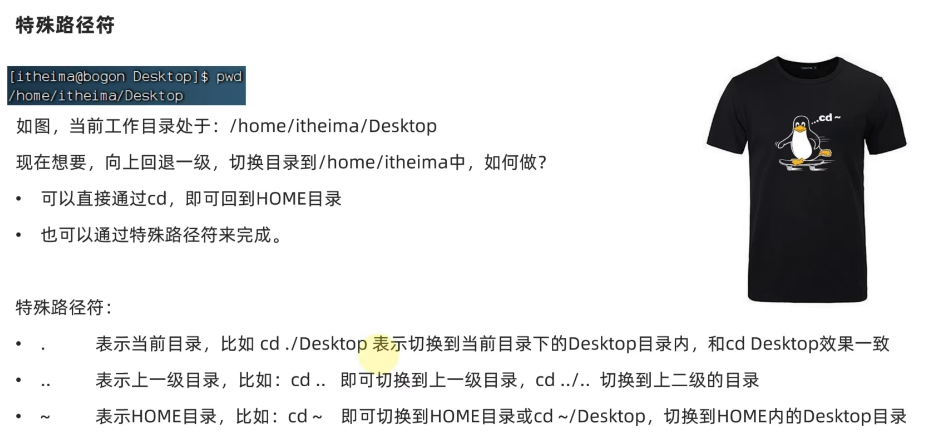 特殊路径符
[itheima@bogon Desktop]$ pwd
/home/itheima/Desktop
如图，当前工作目录处于：/home/itheima/Desktop
现在想要，向上回退一级，切换目录到/home/itheima中，如何做？
• 可以直接通过cd，即可回到HOME目录
• 也可以通过特殊路径符来完成。
...cd ~
特殊路径符：
• . 表示当前目录，比如 cd ./Desktop 表示切换到当前目录下的Desktop目录内，和cd Desktop效果一致
• .. 表示上一级目录，比如：cd .. 即可切换到上一级目录，cd ../.. 切换到上二级的目录
• ~ 表示HOME目录，比如：cd ~ 即可切换到HOME目录或cd ~/Desktop，切换到HOME内的Desktop目录